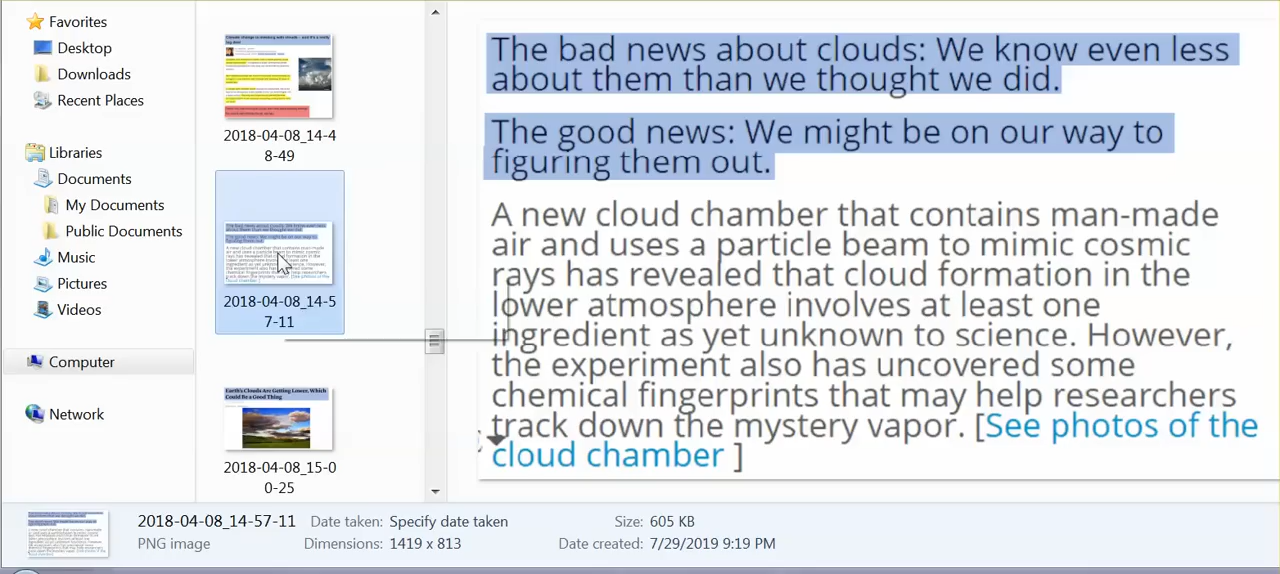 Favorites
Desktop
Downloads
Recent Places
Libraries
Documents
My Documents
Public Documents
Music
Pictures
Videos
Computer
Network
2018-04-08_14-4
8-49
2018-04-08_14-5
7-11
Earth's Clouds Are Getting Lower, Which
Could Be a Good Thing
2018-04-08_15-0
0-25
The bad news about clouds: We know even less
about them than we thought we did.
The good news: We might be on our way to
figuring them out.
A new cloud chamber that contains man-made
air and uses a particle beam to mimic cosmic
rays has revealed that cloud formation in the
lower atmosphere involves at least one
ingredient as yet unknown to science. However,
the experiment also has uncovered some
chemical fingerprints that may help researchers
track down the mystery vapor. [See photos of the
cloud chamber ]
2018-04-08_14-57-11
PNG image
Date taken: Specify date taken
Dimensions: 1419 x 813
Size: 605 KB
Date created: 7/29/2019 9:19 PM